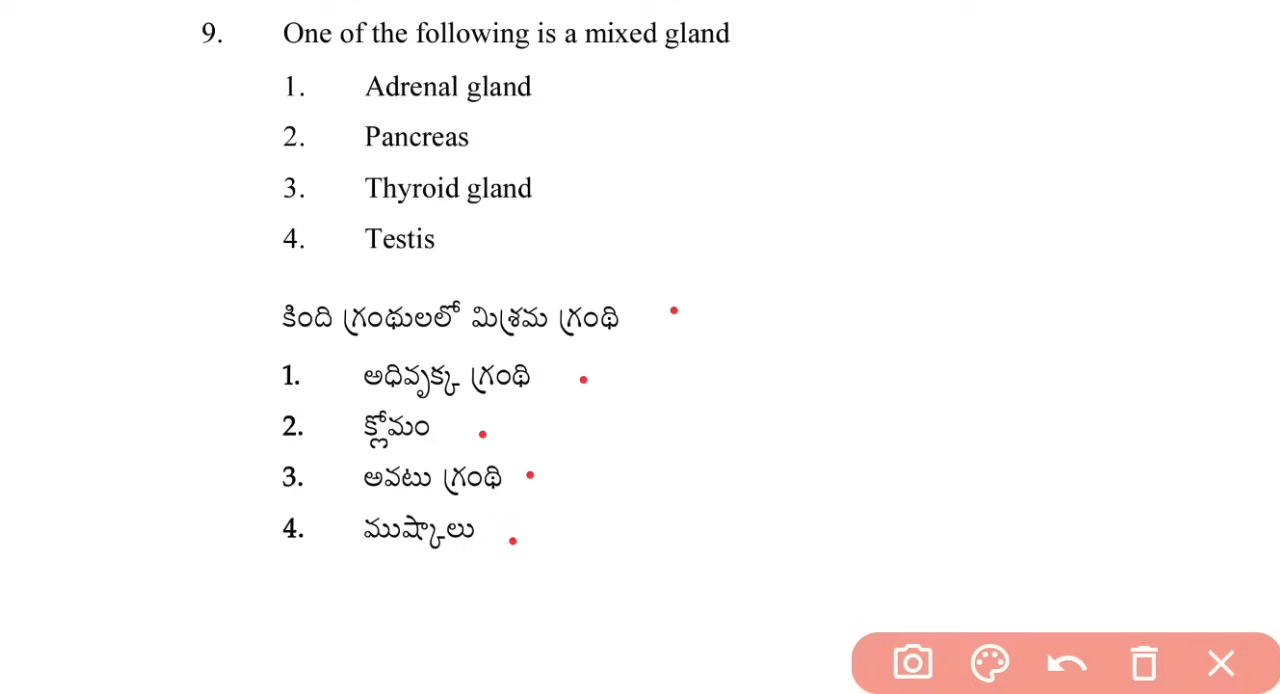 9. One of the following is a mixed gland
1. Adrenal gland
2. Pancreas
3. Thyroid gland
4. Testis
కింది గ్రంథులలో మిశ్రమ గ్రంథి
1. అధివృక్క గ్రంథి
2. క్లోమం
3. అవటు గ్రంథి
4. ముష్కాలు